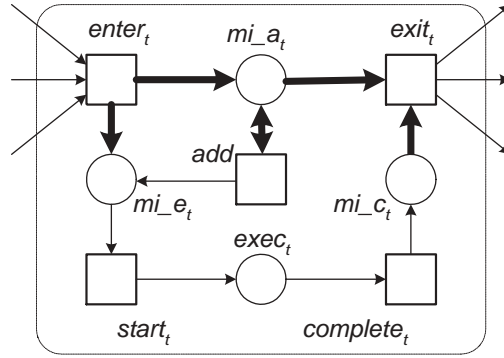 enter_t mi_a_t exit_t
add
mi_e_t mi_c_t
exec_t
start_t complete_t